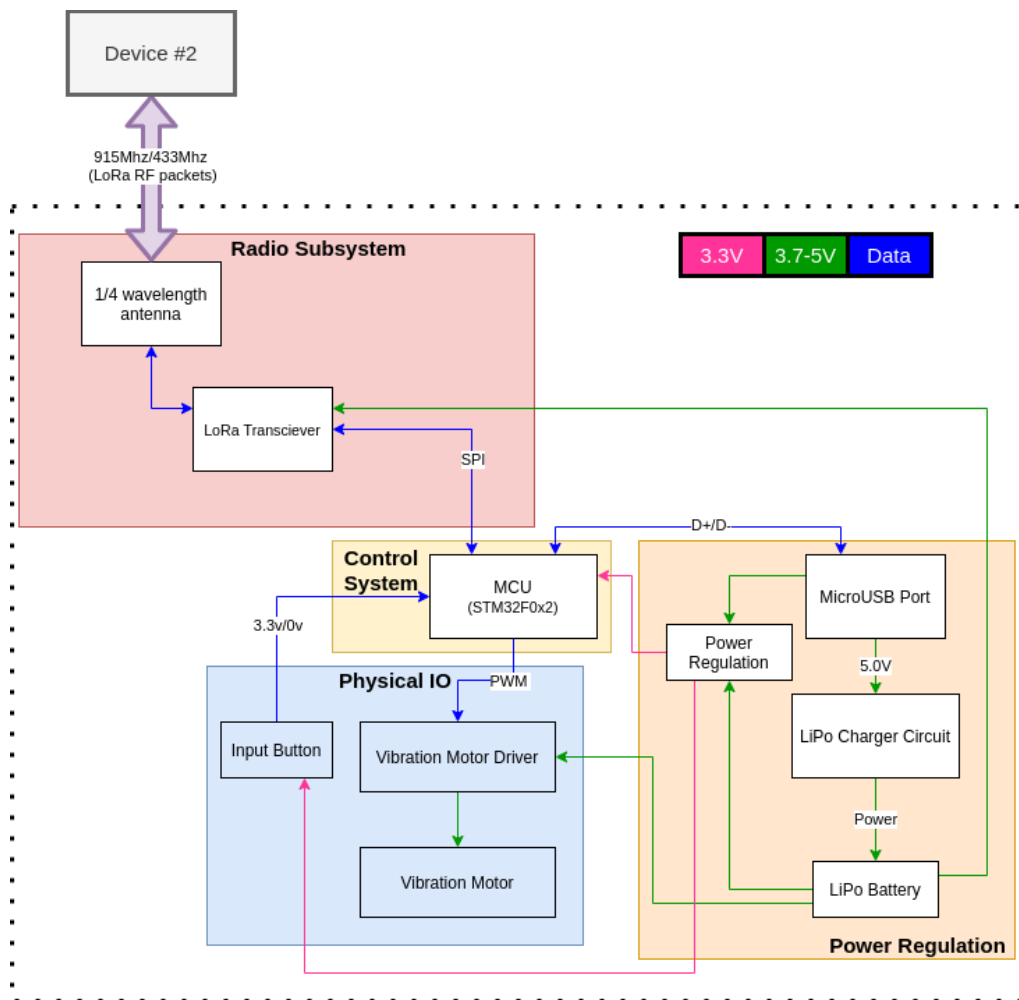 Device #2
915Mhz/433Mhz
(LoRa RF packets)
Radio Subsystem
3.3V
3.7-5V
Data
1/4 wavelength
antenna
LoRa Transciever
SPI
D+/D-
Control
System
MCU
(STM32F0x2)
MicroUSB Port
3.3v/0v
Power
Regulation
5.0V
Physical IO
PWM
Input Button
Vibration Motor Driver
LiPo Charger Circuit
Power
Vibration Motor
LiPo Battery
Power Regulation